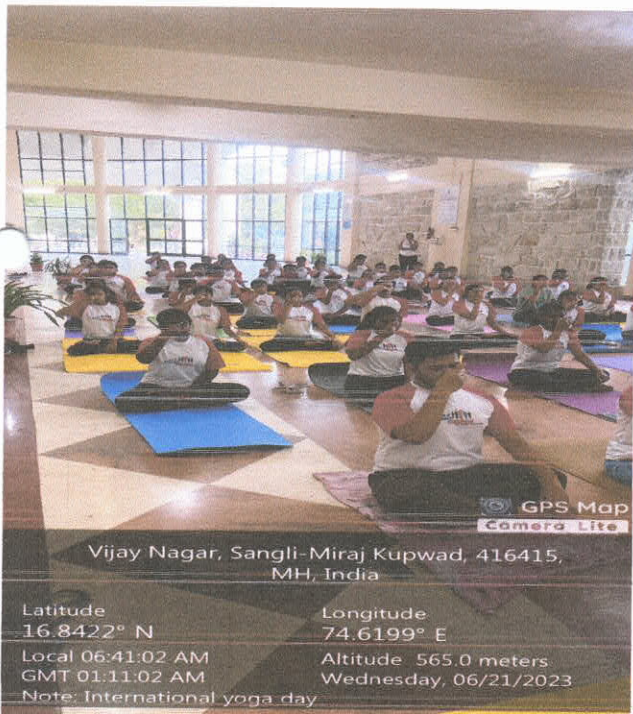 GPS Map
Camera Lite
Vijay Nagar, Sangli-Miraj Kupwad, 416415,
MH, India
Latitude
16.8422° N
Longitude
74.6199° E
Local 06:41:02 AM
GMT 01:11:02 AM
Altitude 565.0 meters
Wednesday, 06/21/2023
Note: International yoga day